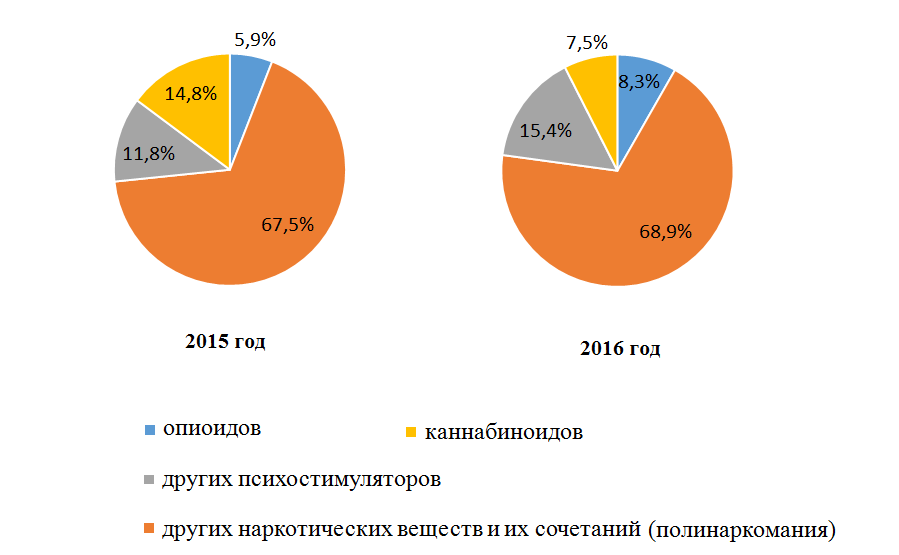 5,9%
14,8%
11,8%
67,5%
7,5%
8,3%
15,4%
68,9%
2015 год
2016 год
опиоидов
каннабиноидов
других психостимуляторов
других наркотических веществ и их сочетаний (полинаркомания)